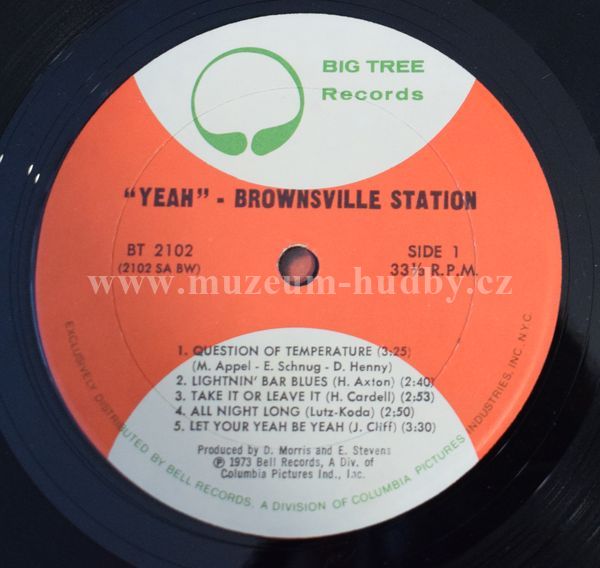 BIG TREE
Records
"YEAH" - BROWNSVILLE STATION
BT 2102
(2102 SA BW)
SIDE 1
33⅓ R.P.M.
www.muzeum-hudby.cz
1. QUESTION OF TEMPERATURE (3:25)
(M. Appel - E. Schnug - D. Henny)
2. LIGHTNIN' BAR BLUES (H. Axton) (2:40)
3. TAKE IT OR LEAVE IT (H. Cardell) (2:53)
4. ALL NIGHT LONG (Lutz-Koda) (2:50)
5. LET YOUR YEAH BE YEAH (J. Cliff) (3:30)
Produced by D. Morris and E. Stevens
Ⓟ 1973 Bell Records, A Div. of
Columbia Pictures Ind., Inc.
EXCLUSIVELY DISTRIBUTED BY BELL RECORDS, A DIVISION OF COLUMBIA PICTURES INDUSTRIES, INC. N.Y.C.